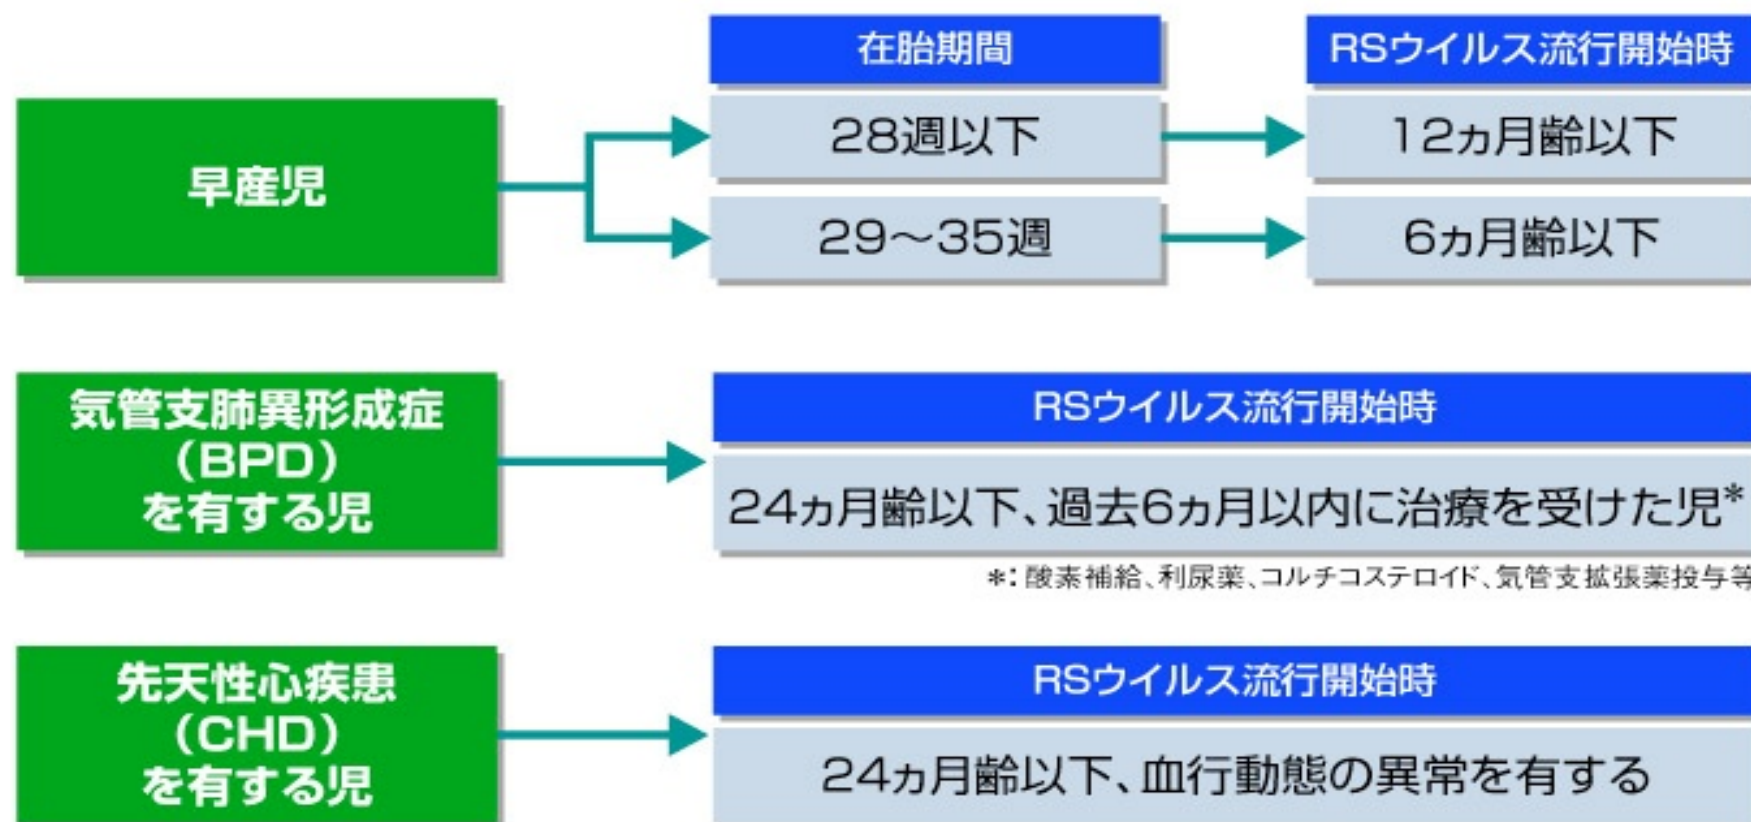 在胎期間
RSウイルス流行開始時
早産児
28週以下
12ヵ月齢以下
29〜35週
6ヵ月齢以下
気管支肺異形成症
（BPD）
を有する児
RSウイルス流行開始時
24ヵ月齢以下、過去6ヵ月以内に治療を受けた児*
*：酸素補給、利尿薬、コルチコステロイド、気管支拡張薬投与等
先天性心疾患
（CHD）
を有する児
RSウイルス流行開始時
24ヵ月齢以下、血行動態の異常を有する